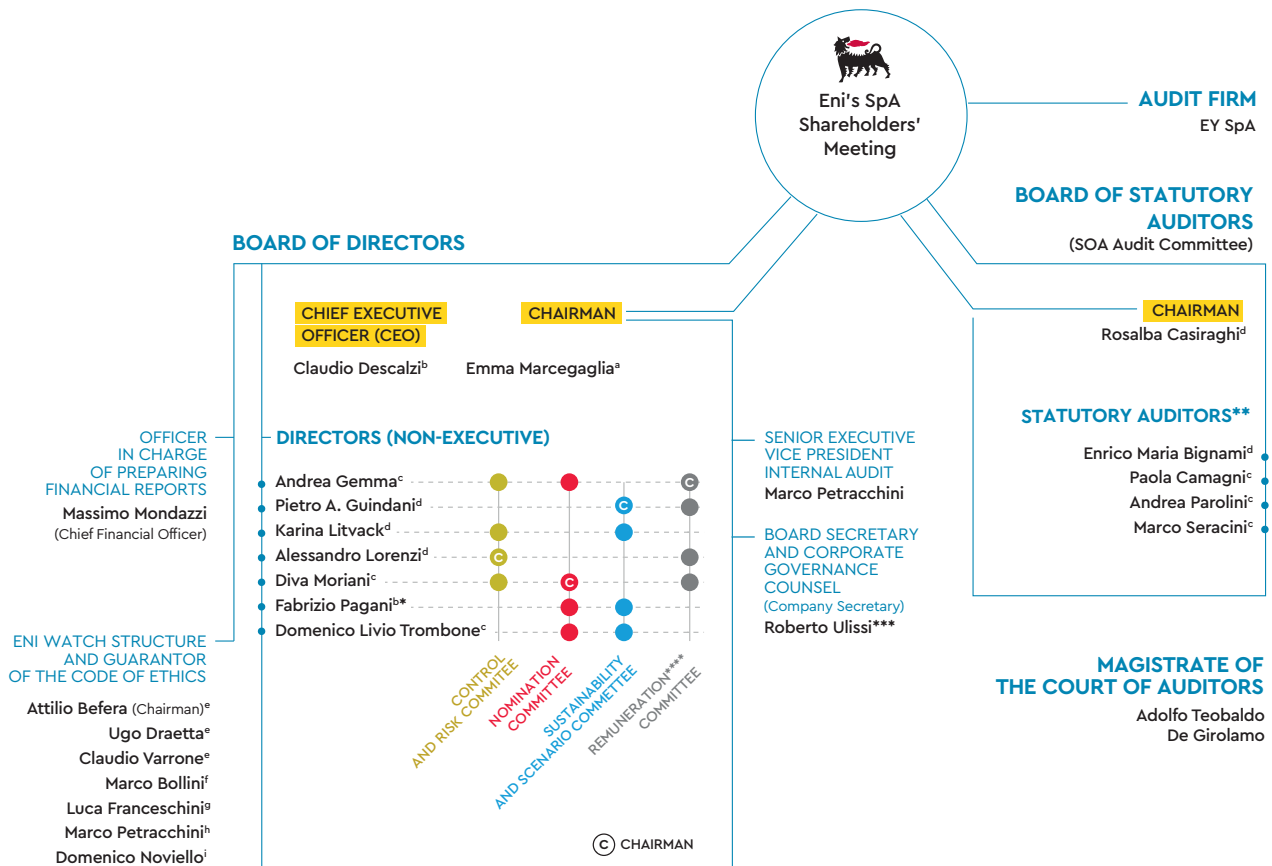 Eni's SpA
Shareholders'
Meeting
AUDIT FIRM
EY SpA
BOARD OF STATUTORY
AUDITORS
(SOA Audit Committee)
BOARD OF DIRECTORS
CHIEF EXECUTIVE
OFFICER (CEO)
Claudio Descalziᵇ
CHAIRMAN
Emma Marcegagliaᵃ
CHAIRMAN
Rosalba Casiraghiᵈ
STATUTORY AUDITORS**
Enrico Maria Bignamiᵈ
Paola Camagniᶜ
Andrea Paroliniᶜ
Marco Seraciniᶜ
OFFICER
IN CHARGE
OF PREPARING
FINANCIAL REPORTS
Massimo Mondazzi
(Chief Financial Officer)
DIRECTORS (NON-EXECUTIVE)
Andrea Gemmaᶜ C
Pietro A. Guindaniᵈ C
Karina Litvackᵈ
Alessandro Lorenziᵈ C
Diva Morianiᶜ C
Fabrizio Paganiᵇ*
Domenico Livio Tromboneᶜ
CONTROL
AND RISK COMMITEE
NOMINATION
COMMITTEE
SUSTAINABILITY
AND SCENARIO COMMETTEE
REMUNERATION****
COMMITTEE
C CHAIRMAN
SENIOR EXECUTIVE
VICE PRESIDENT
INTERNAL AUDIT
Marco Petracchini
BOARD SECRETARY
AND CORPORATE
GOVERNANCE
COUNSEL
(Company Secretary)
Roberto Ulissi***
ENI WATCH STRUCTURE
AND GUARANTOR
OF THE CODE OF ETHICS
Attilio Befera (Chairman)ᵉ
Ugo Draettaᵉ
Claudio Varroneᵉ
Marco Bolliniᶠ
Luca Franceschiniᵍ
Marco Petracchiniʰ
Domenico Novielloⁱ
MAGISTRATE OF
THE COURT OF AUDITORS
Adolfo Teobaldo
De Girolamo